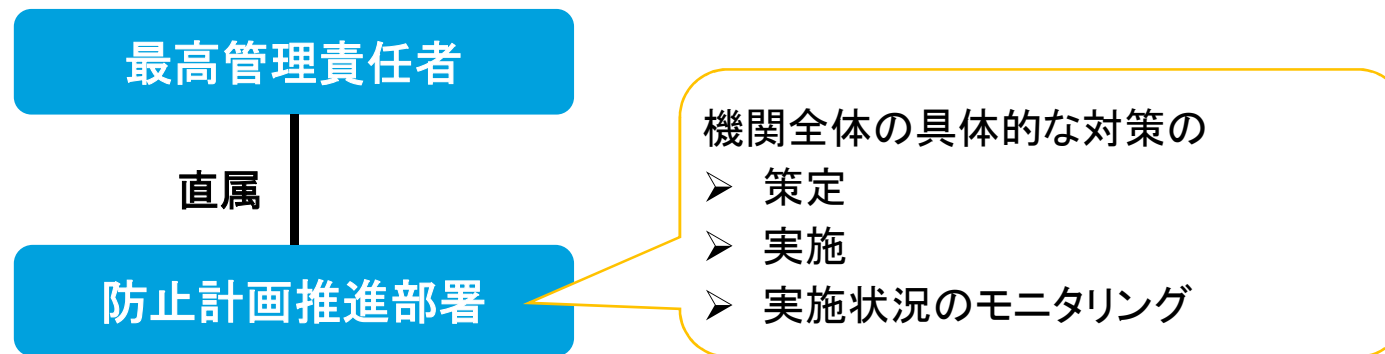 最高管理責任者
直属
防止計画推進部署
機関全体の具体的な対策の
➢ 策定
➢ 実施
➢ 実施状況のモニタリング